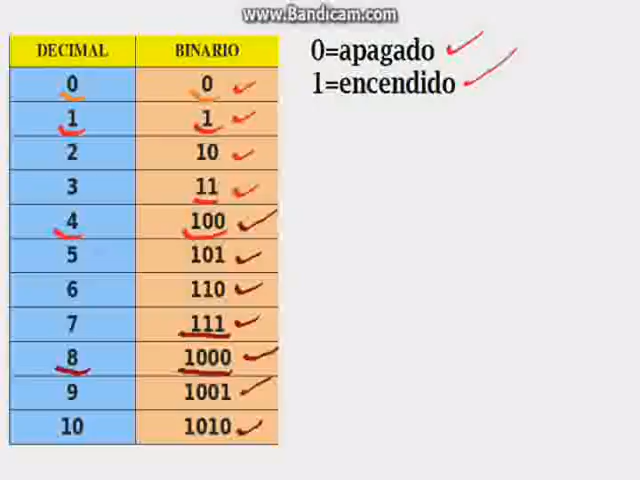 www.Bandicam.com
DECIMAL BINARIO
0 0
1 1
2 10
3 11
4 100
5 101
6 110
7 111
8 1000
9 1001
10 1010
0=apagado
1=encendido